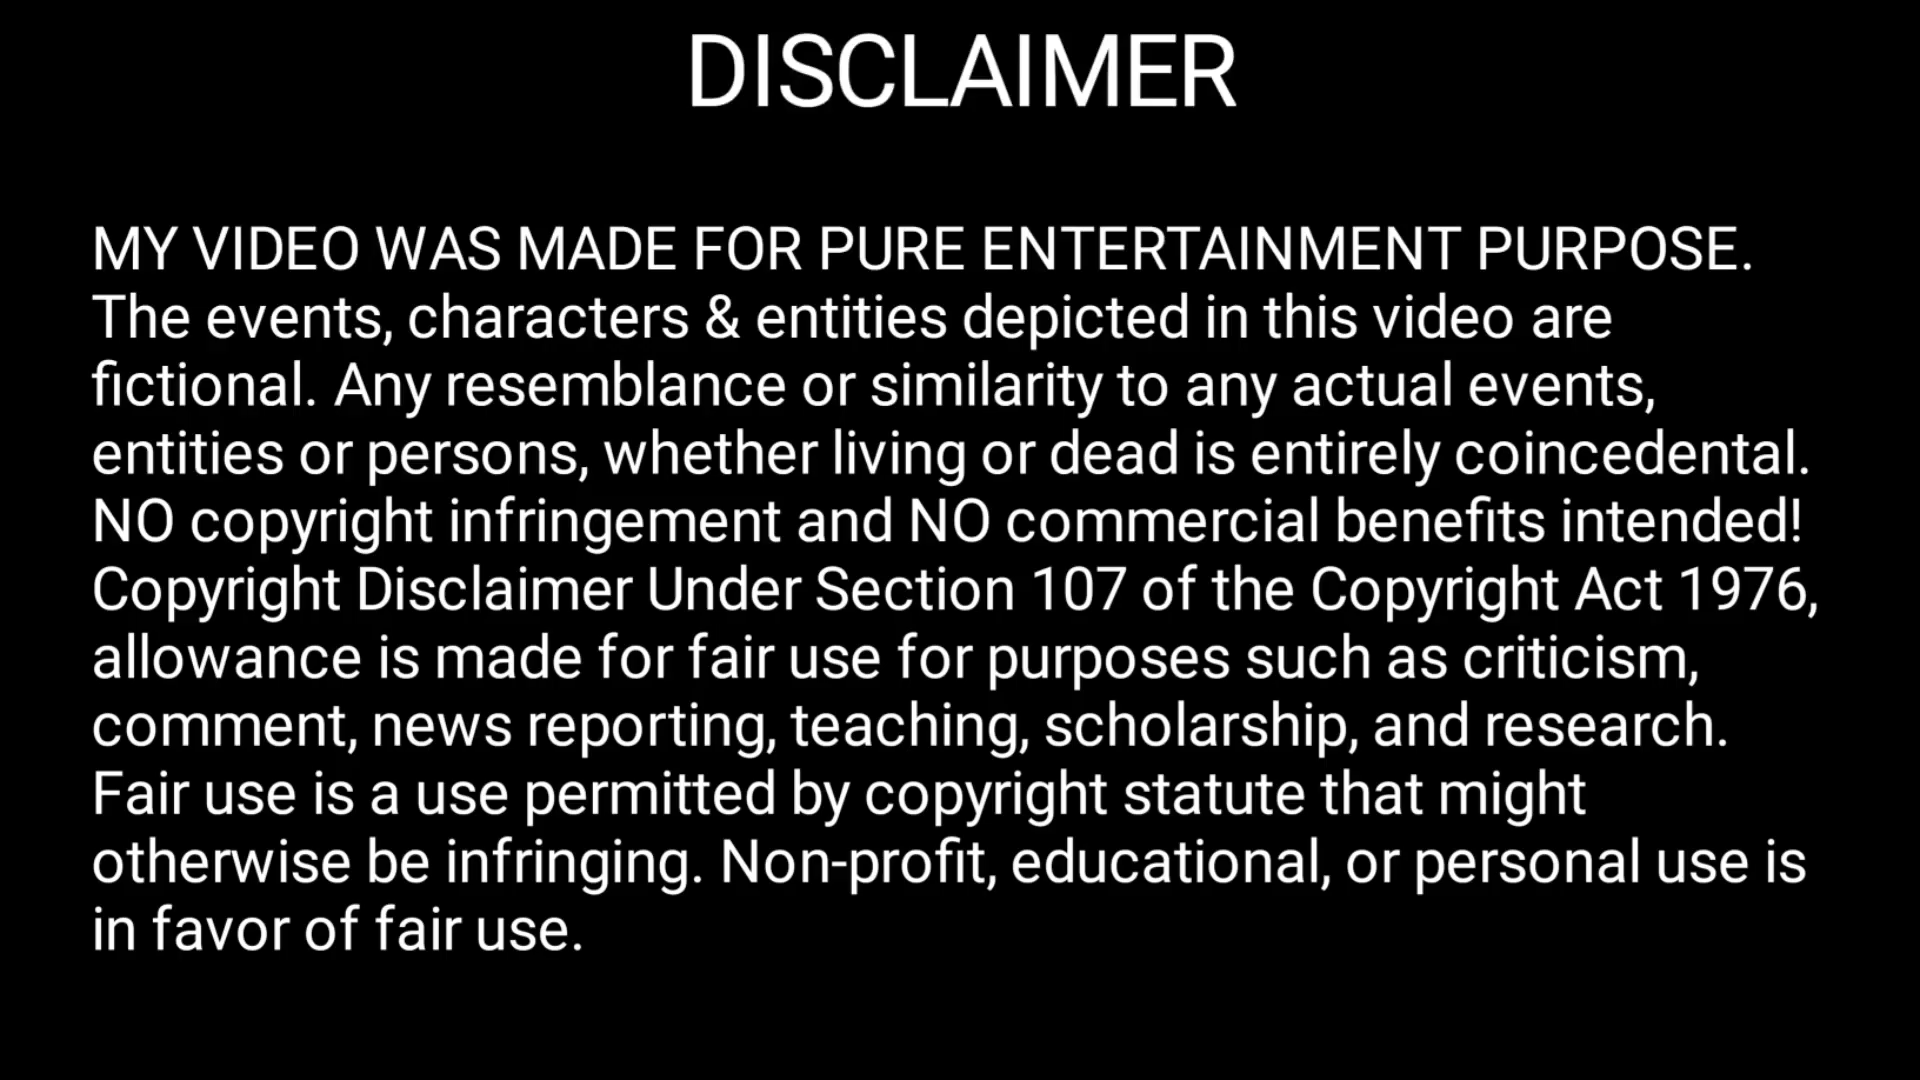 DISCLAIMER
MY VIDEO WAS MADE FOR PURE ENTERTAINMENT PURPOSE.
The events, characters & entities depicted in this video are
fictional. Any resemblance or similarity to any actual events,
entities or persons, whether living or dead is entirely coincedental.
NO copyright infringement and NO commercial benefits intended!
Copyright Disclaimer Under Section 107 of the Copyright Act 1976,
allowance is made for fair use for purposes such as criticism,
comment, news reporting, teaching, scholarship, and research.
Fair use is a use permitted by copyright statute that might
otherwise be infringing. Non-profit, educational, or personal use is
in favor of fair use.